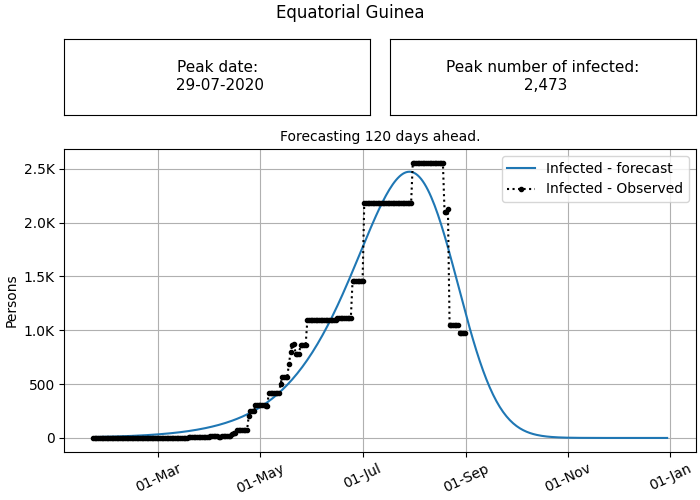 Equatorial Guinea
Peak date:
29-07-2020
Peak number of infected:
2,473
Forecasting 120 days ahead.
Infected - forecast
Infected - Observed
Persons
2.5K
2.0K
1.5K
1.0K
500
0
01-Mar
01-May
01-Jul
01-Sep
01-Nov
01-Jan